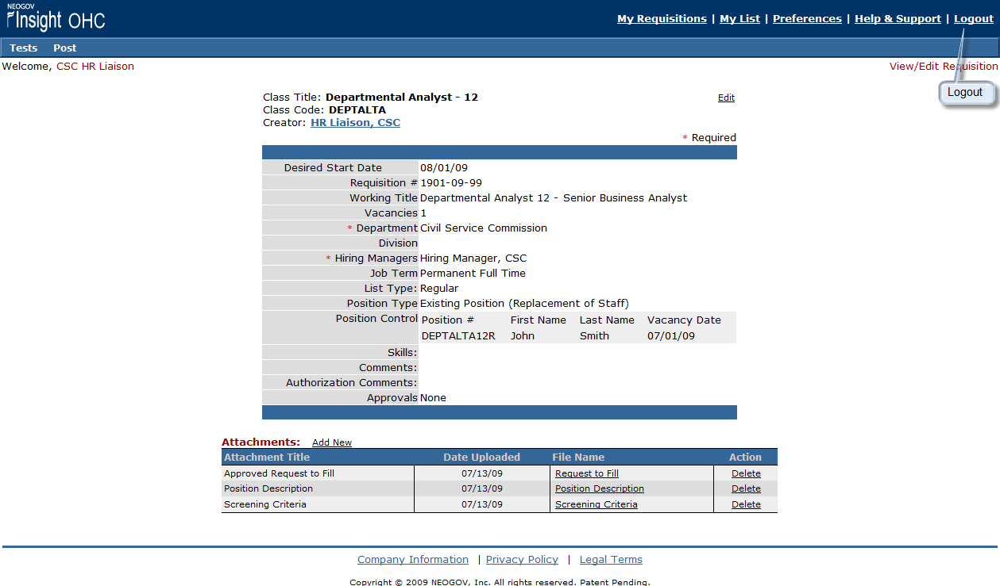 NEOGOV
Insight OHC
My Requisitions | My List | Preferences | Help & Support | Logout
Tests Post
Welcome, CSC HR Liaison
View/Edit Requisition
Logout
Class Title: Departmental Analyst - 12
Edit
Class Code: DEPTALTA
Creator: HR Liaison, CSC
* Required
Desired Start Date 08/01/09
Requisition # 1901-09-99
Working Title Departmental Analyst 12 - Senior Business Analyst
Vacancies 1
* Department Civil Service Commission
Division
* Hiring Managers Hiring Manager, CSC
Job Term Permanent Full Time
List Type: Regular
Position Type Existing Position (Replacement of Staff)
Position Control Position # First Name Last Name Vacancy Date
DEPTALTA12R John Smith 07/01/09
Skills:
Comments:
Authorization Comments:
Approvals None
Attachments: Add New
Attachment Title Date Uploaded File Name Action
Approved Request to Fill 07/13/09 Request to Fill Delete
Position Description 07/13/09 Position Description Delete
Screening Criteria 07/13/09 Screening Criteria Delete
Company Information | Privacy Policy | Legal Terms
Copyright © 2009 NEOGOV, Inc. All rights reserved. Patent Pending.